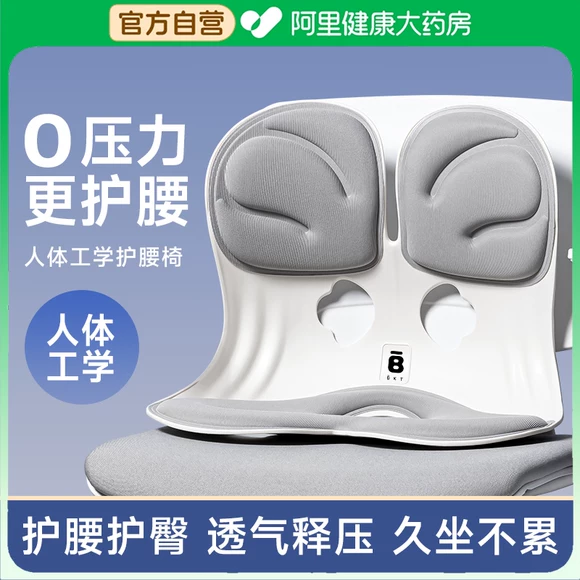 官方自营 阿里健康大药房
0压力
更护腰
人体工学护腰椅
人体
工学
护腰护臀 透气释压 久坐不累